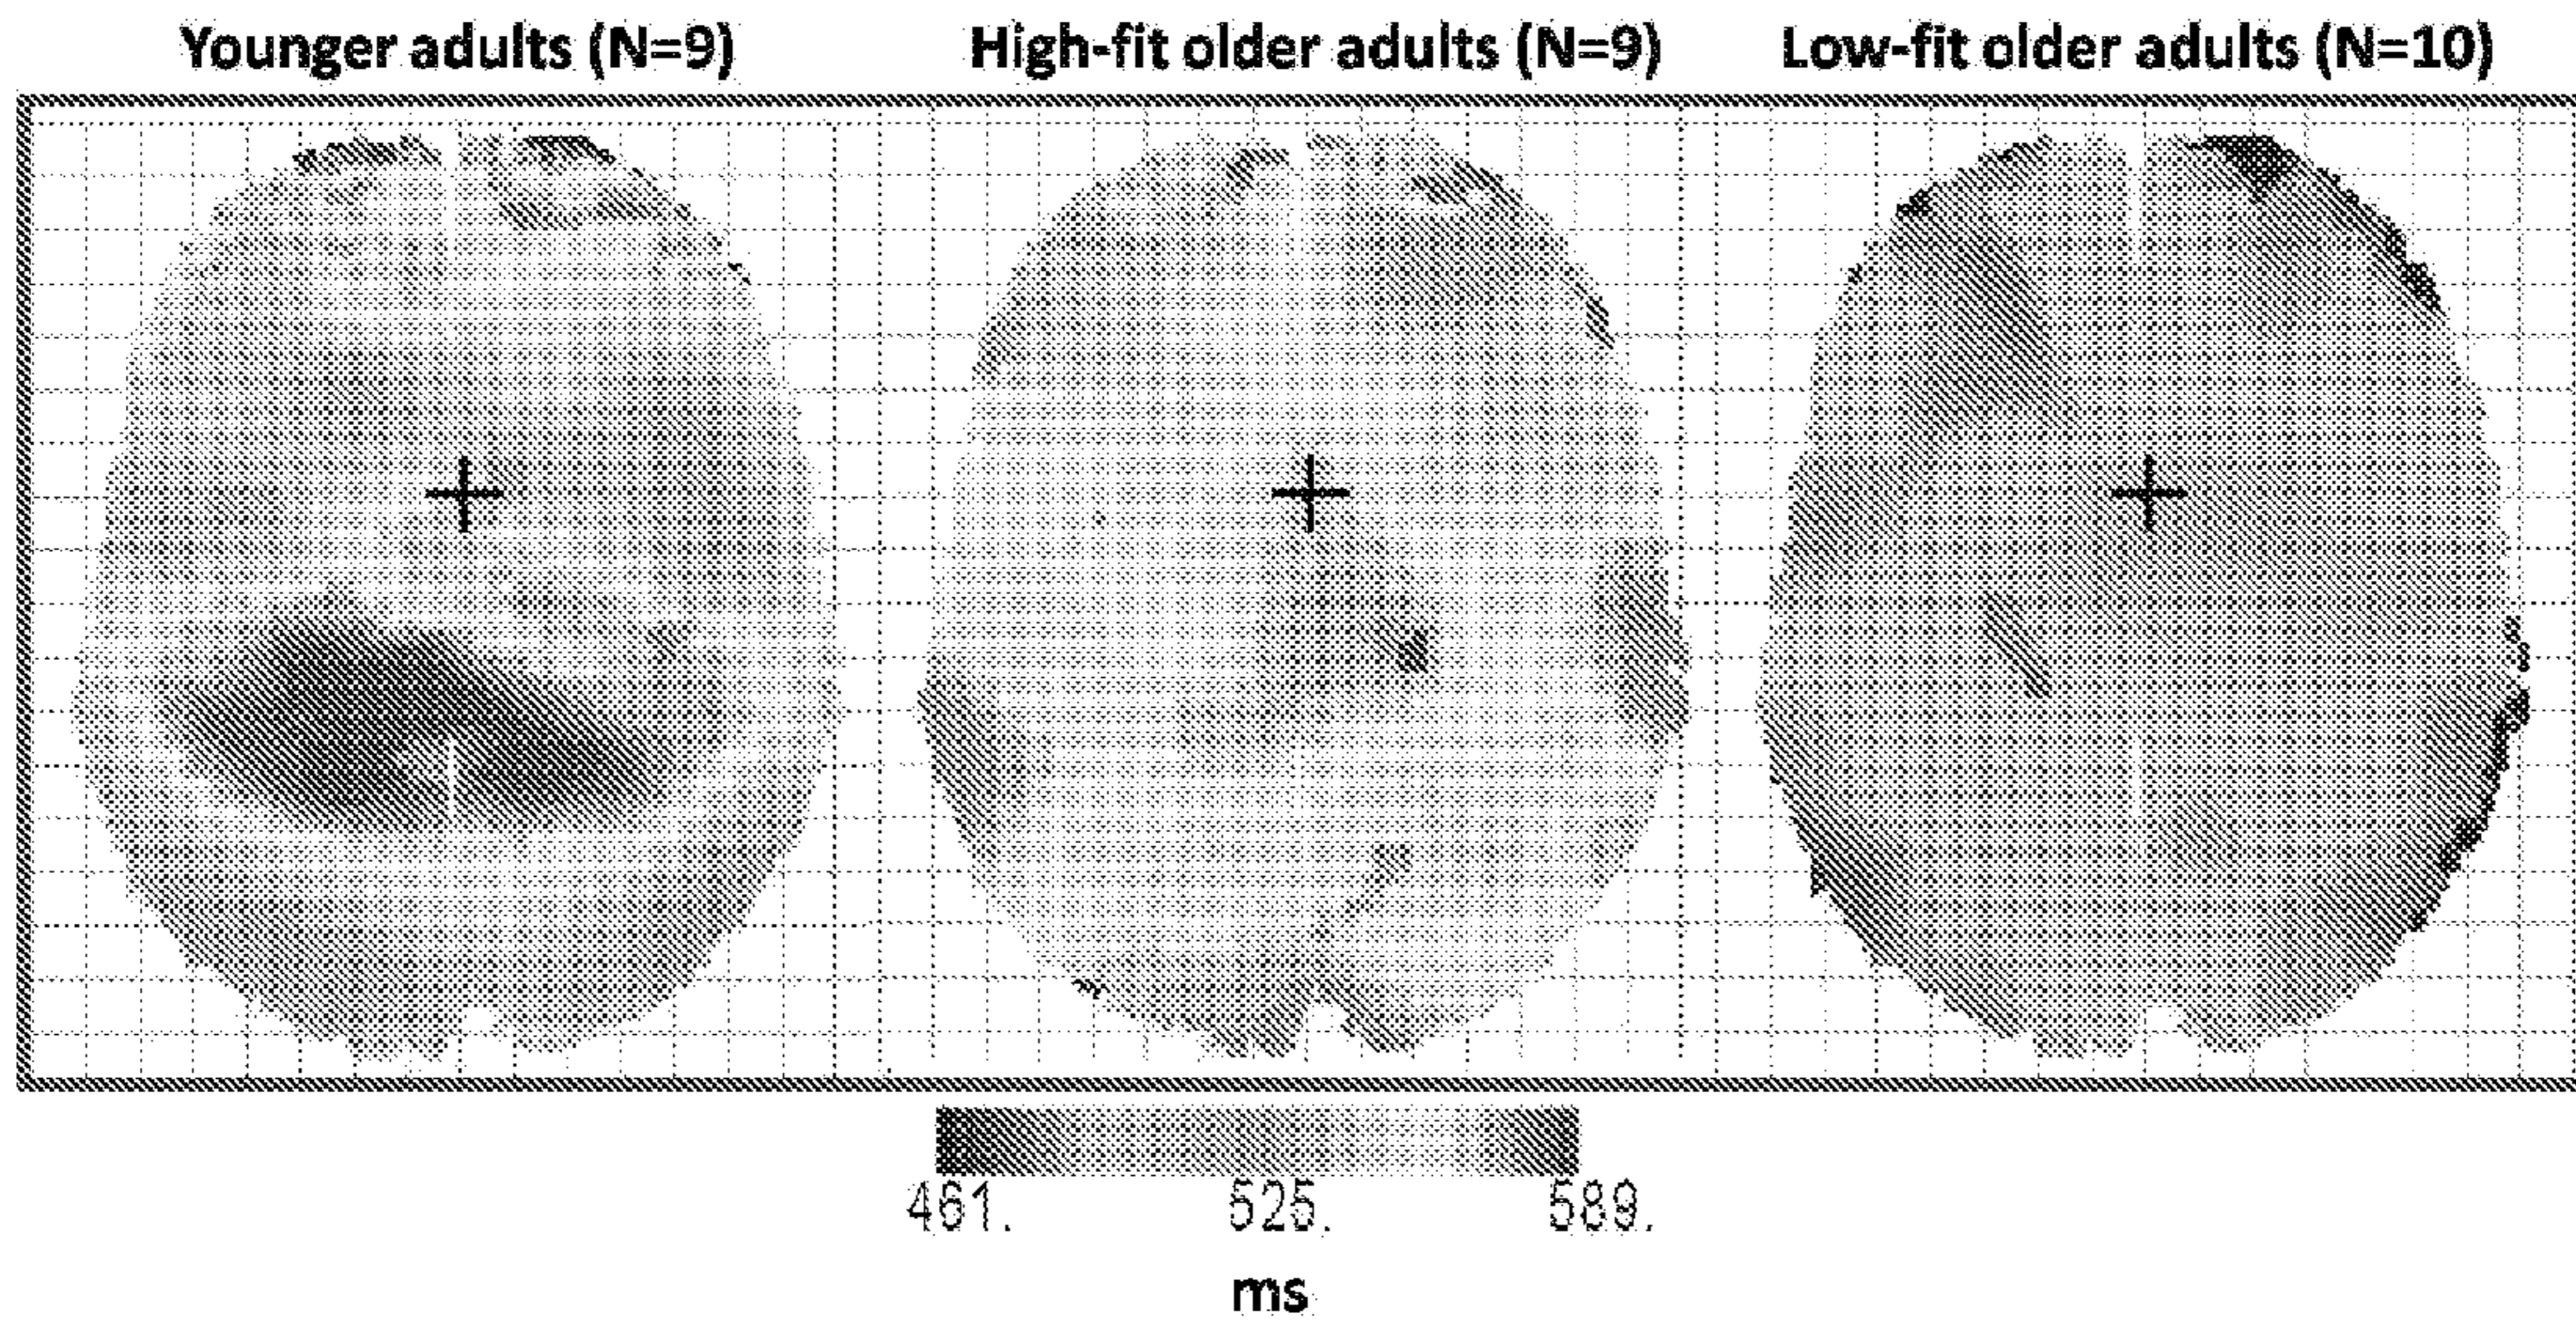 Younger adults (N=9) High-fit older adults (N=9) Low-fit older adults (N=10)
461. 525. 589.
ms